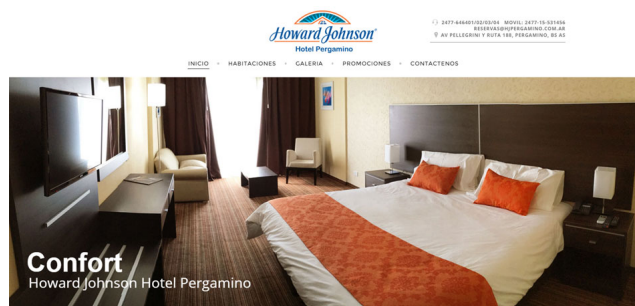 Howard Johnson
Hotel Pergamino
2477-646401/02/03/04 MOVIL: 2477-15-531456
RESERVAS@HJPERGAMINO.COM.AR
AV PELLEGRINI Y RUTA 188, PERGAMINO, BS AS
INICIO • HABITACIONES • GALERIA • PROMOCIONES • CONTACTENOS
Confort
Howard Johnson Hotel Pergamino